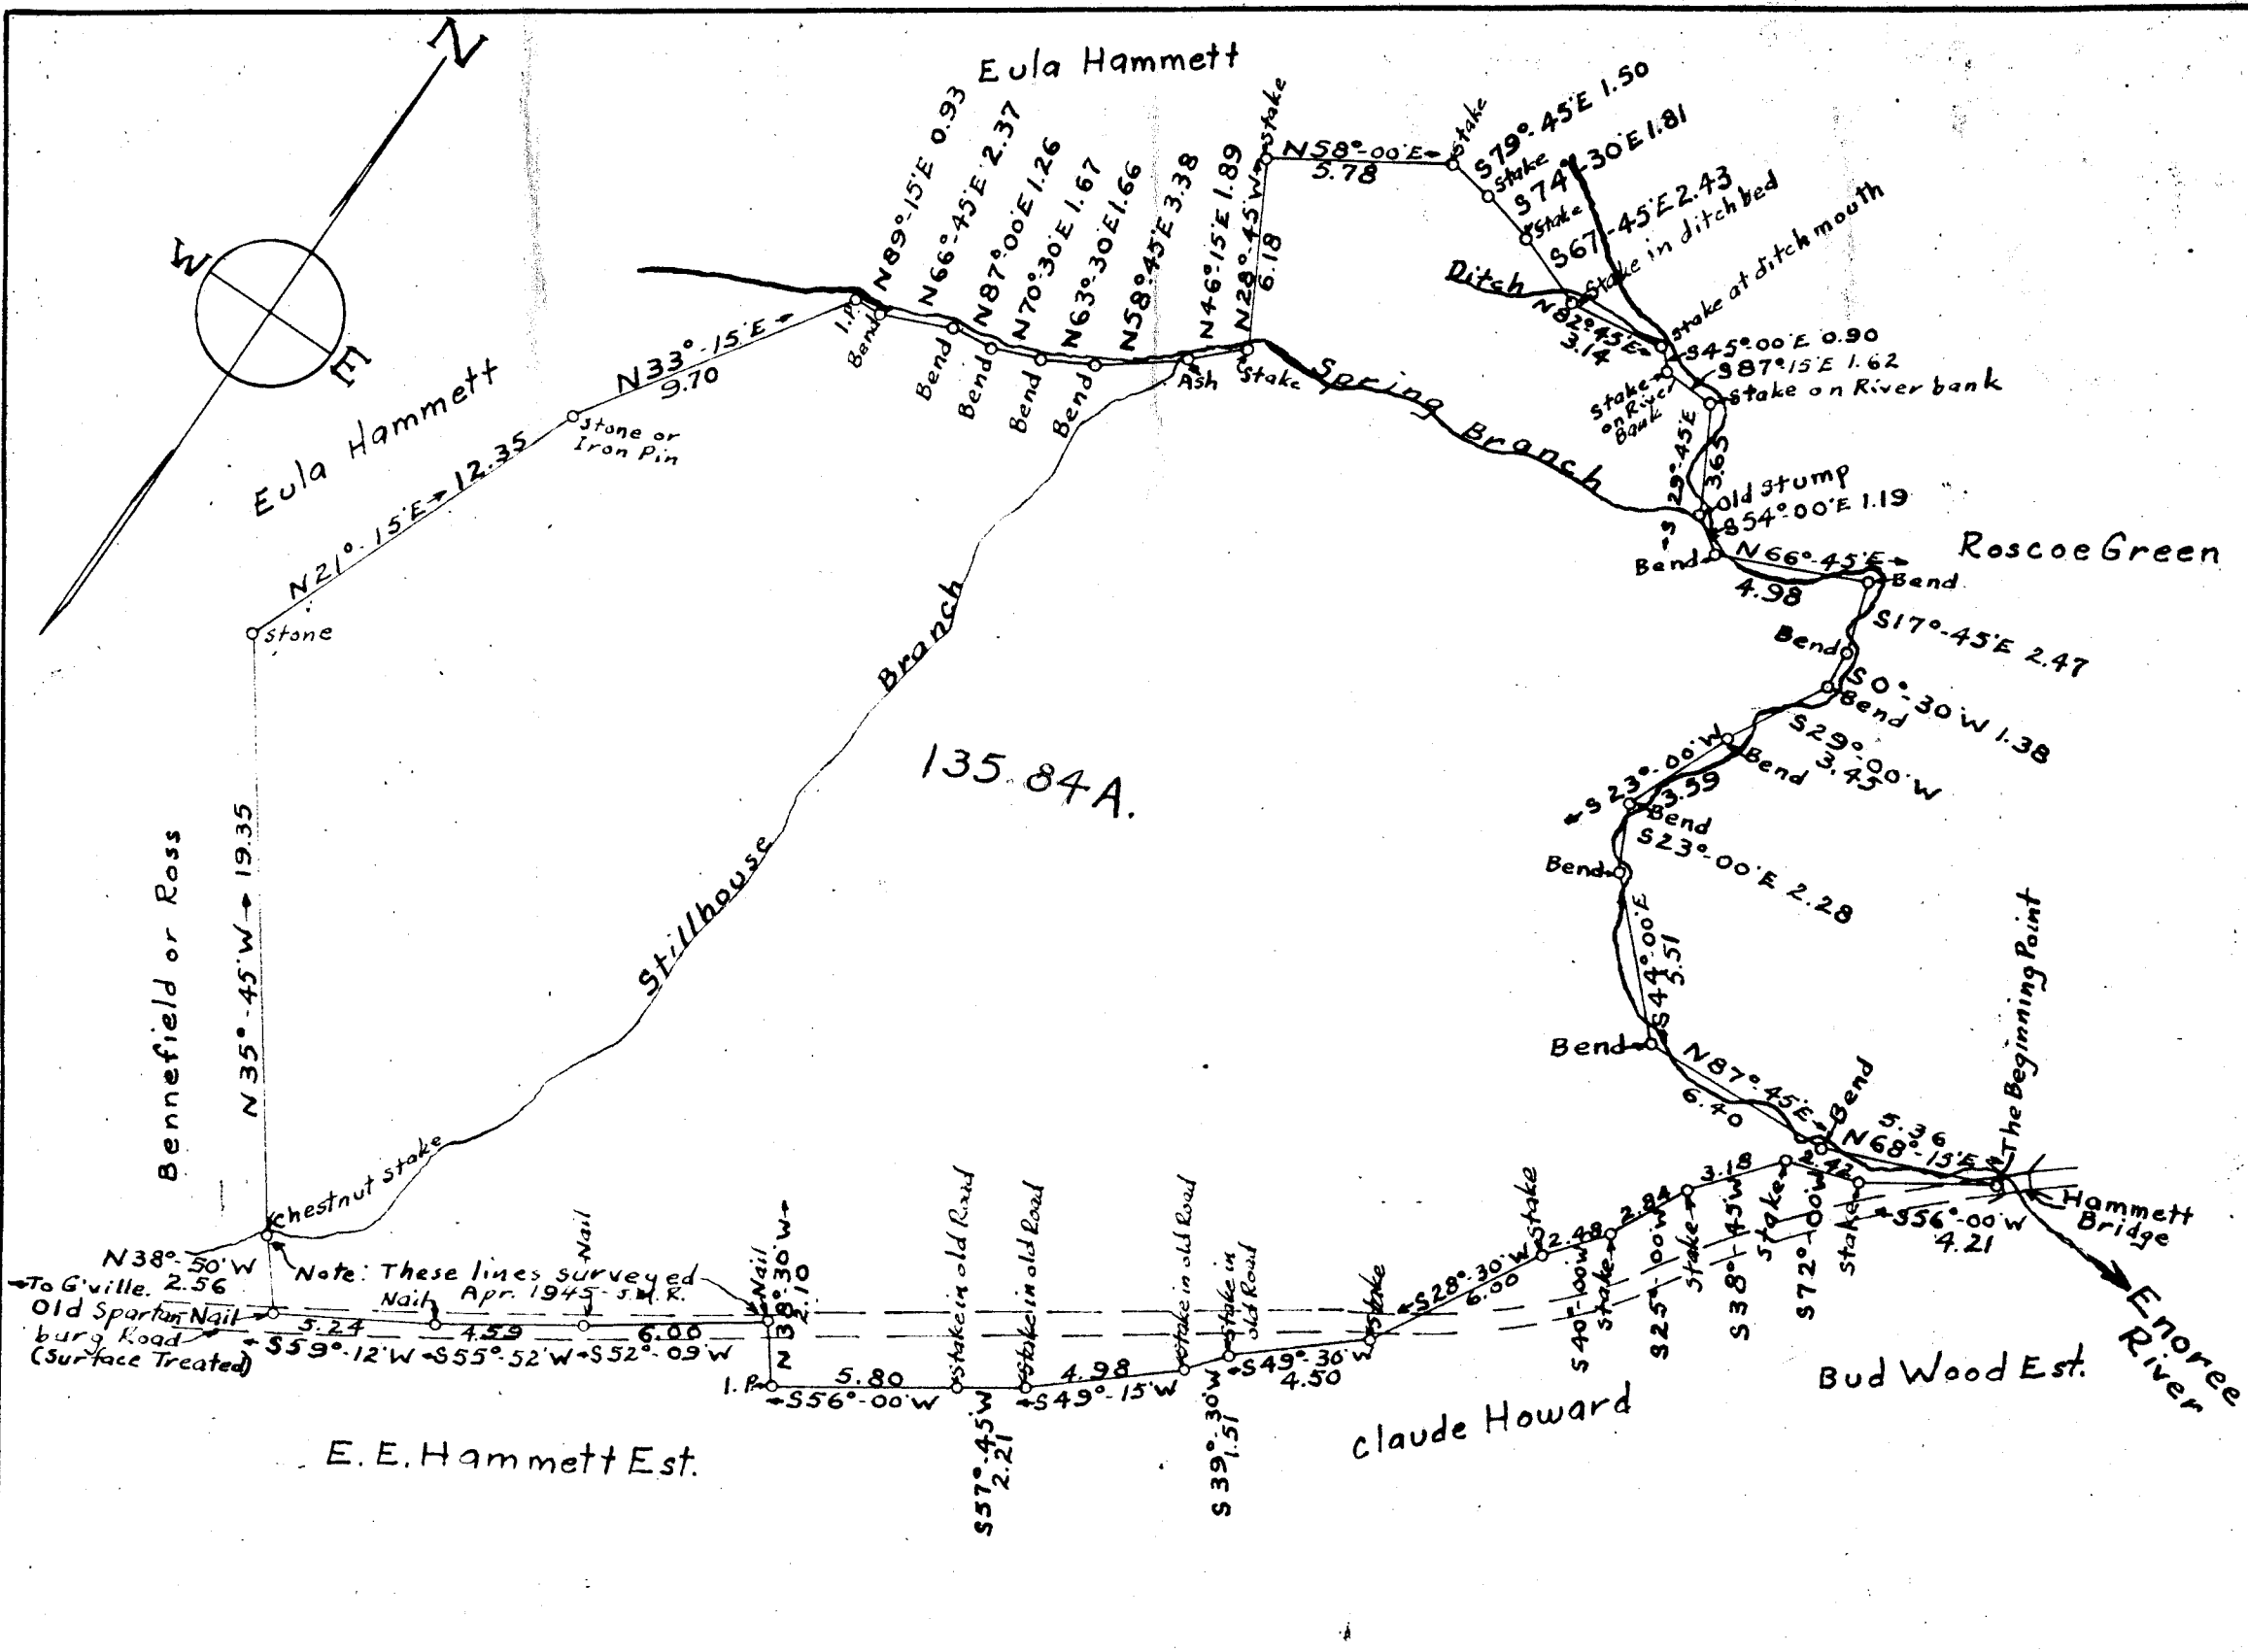 N
W
E
Eula Hammett
Eula Hammett
N89°-15'E 0.93
N66°-45'E 2.37
N87°-00'E 1.26
N70°-30'E 1.67
N63°-30'E 1.66
N58°-45'E 3.38
N46°-15'E 1.89
N28°-45'W
6.18
Stake
N58°-00'E
5.78
Stake
S79°-45'E 1.50
Stake
S74°-30'E 1.81
Stake
S67°-45'E 2.43
Stake in ditch bed
Ditch
N82°-45'E
3.14
Stake at ditch mouth
S45°-00'E 0.90
S87°-15'E 1.62
Stake
on River
Bank
Stake on River bank
S29°-45'E
3.65
Old stump
S54°-00'E 1.19
Bend
N66°-45'E
4.98
Bend
Roscoe Green
S17°-45'E 2.47
Bend
S0°-30'W 1.38
Bend
S29°-00'W
3.45
Bend
S23°-00'W
3.59
Bend
S23°-00'E 2.28
Bend
S44°-00'E
5.51
Bend
N87°-45'E
6.40
Bend
5.36
N68°-15'E
The Beginning Point
Hammett
Bridge
Enoree
River
I.P.
Bend
Bend
Bend
Bend
Bend
Ash
Stake
Spring Branch
N33°-15'E
9.70
Stone or
Iron Pin
N21°-15'E 12.35
Stone
Stillhouse Branch
135.84 A.
Bennefield or Ross
N35°-45'W 19.35
Chestnut stake
N38°-50'W
2.56
To G'ville.
Old Spartan
burg Road
(Surface Treated)
Nail
Note: These lines surveyed
Apr. 1945
Nail
Nail
Nail
5.24
S59°-12'W
4.59
S55°-52'W
6.00
S52°-09'W
N38°-30'W
2.10
I.P.
5.80
S56°-00'W
Stake in old Road
S57°-45'W
2.21
Stake in old Road
4.98
S49°-15'W
Stake in old Road
S39°-30'W
1.51
Stake in
old Road
S49°-30'W
4.50
Stake
S28°-30'W
6.00
Stake
2.48
S40°-00'W
Stake
2.84
S25°-00'W
Stake
3.18
S38°-45'W
Stake
2.42
S72°-00'W
Stake
S56°-00'W
4.21
E. E. Hammett Est.
Claude Howard
Bud Wood Est.